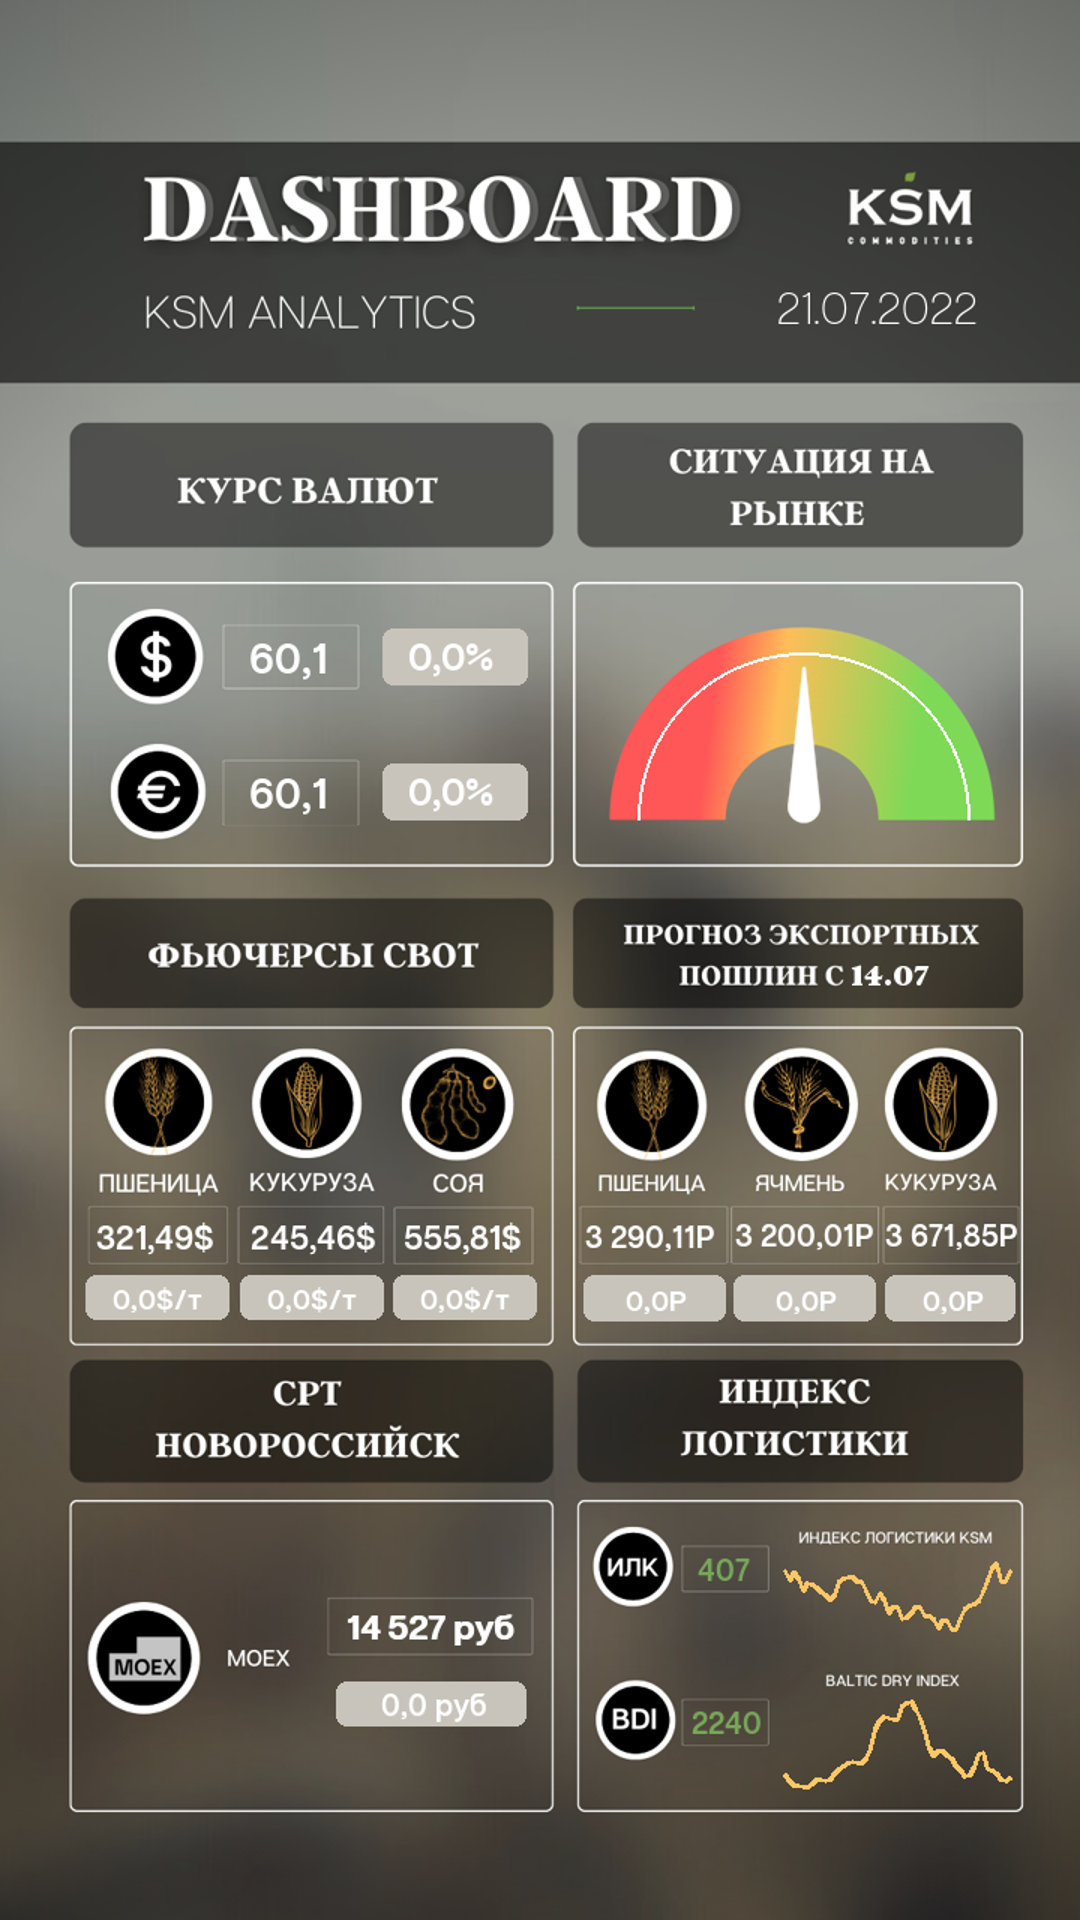 DASHBOARD
KSM
COMMODITIES
KSM ANALYTICS
21.07.2022
КУРС ВАЛЮТ
СИТУАЦИЯ НА
РЫНКЕ
$ 60,1 0,0%
€ 60,1 0,0%
ФЬЮЧЕРСЫ CBOT
ПРОГНОЗ ЭКСПОРТНЫХ
ПОШЛИН С 14.07
ПШЕНИЦА КУКУРУЗА СОЯ
321,49$ 245,46$ 555,81$
0,0$/т 0,0$/т 0,0$/т
ПШЕНИЦА ЯЧМЕНЬ КУКУРУЗА
3 290,11Р 3 200,01Р 3 671,85Р
0,0Р 0,0Р 0,0Р
CPT
НОВОРОССИЙСК
ИНДЕКС
ЛОГИСТИКИ
MOEX MOEX 14 527 руб
0,0 руб
ИНДЕКС ЛОГИСТИКИ KSM
ИЛК 407
BALTIC DRY INDEX
BDI 2240